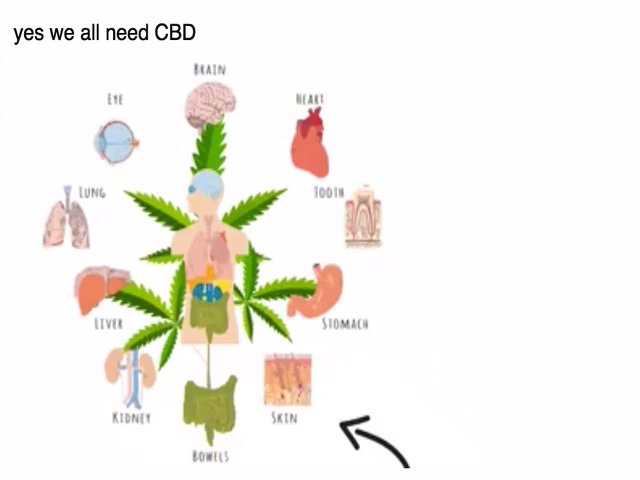 yes we all need CBD
BRAIN
EYE
HEART
LUNG
TOOTH
LIVER
STOMACH
KIDNEY
SKIN
BOWELS